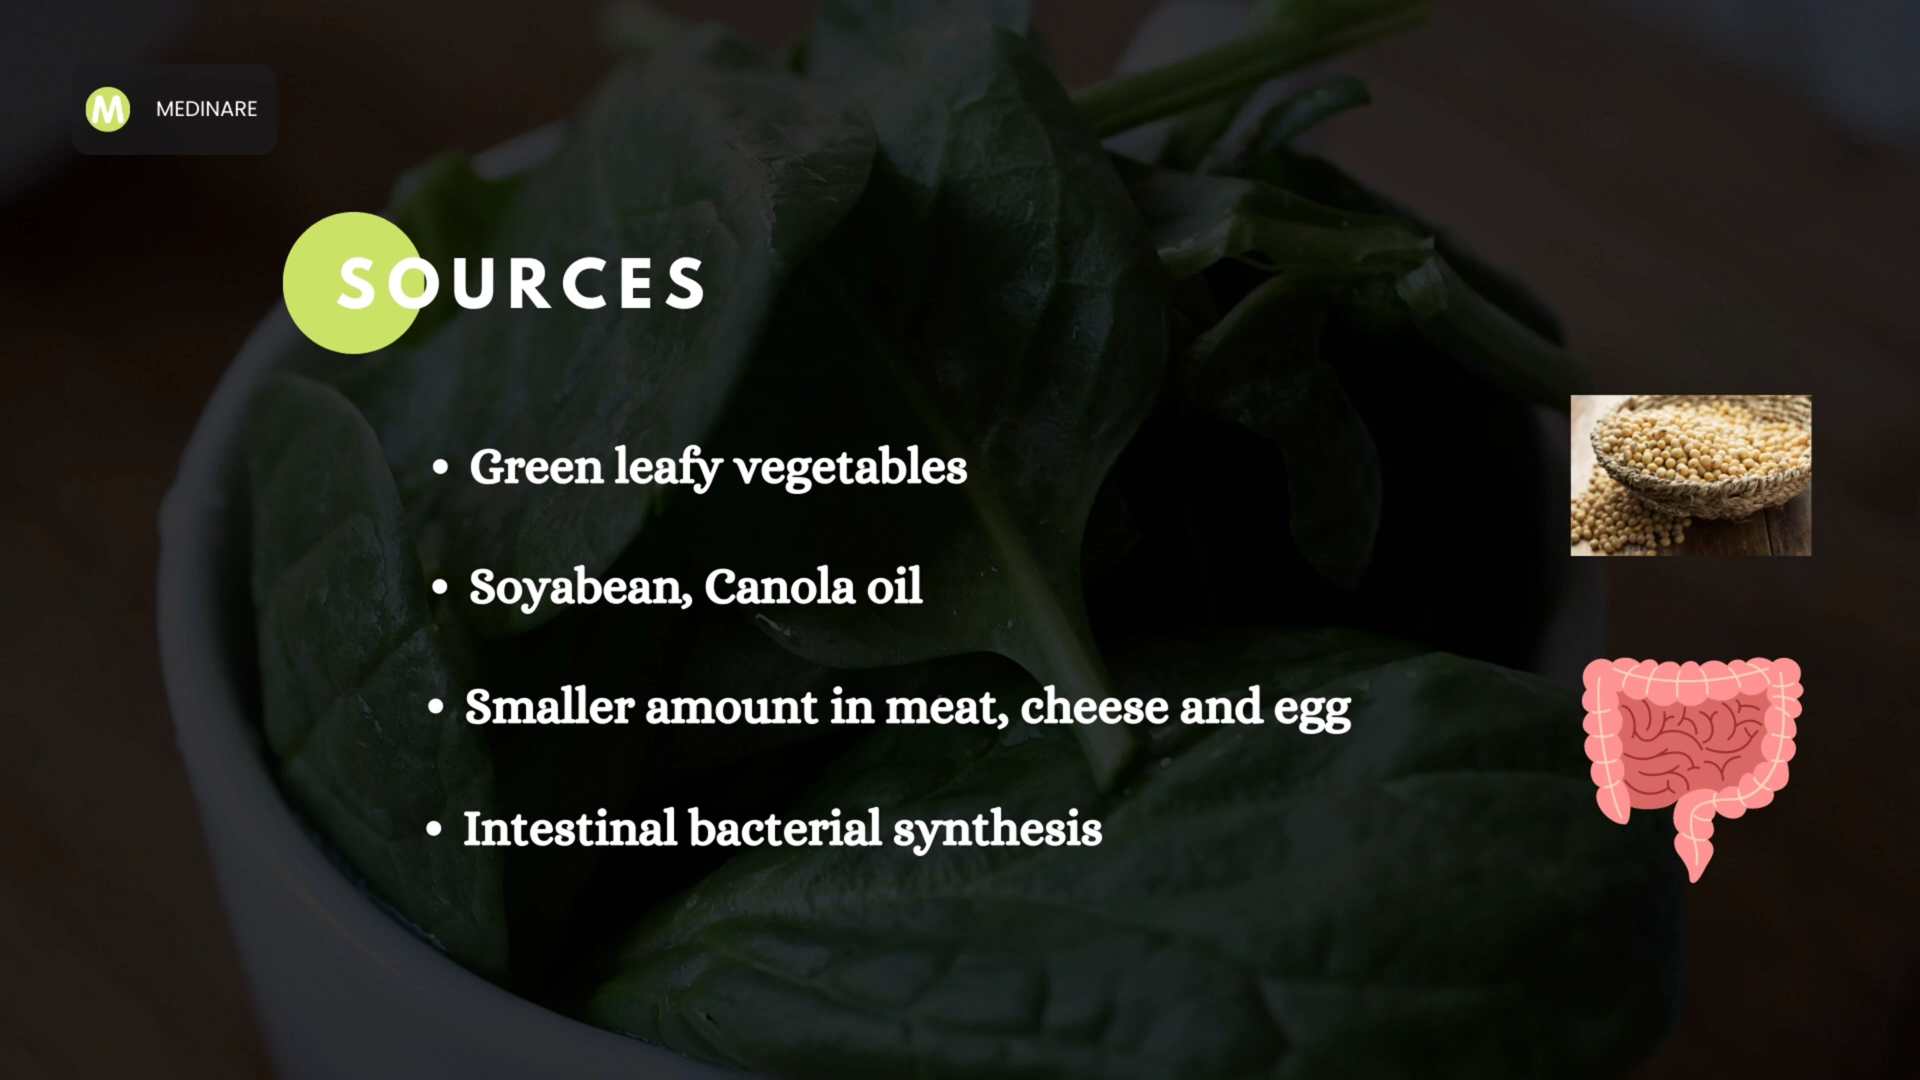 M MEDINARE
SOURCES
• Green leafy vegetables
• Soyabean, Canola oil
• Smaller amount in meat, cheese and egg
• Intestinal bacterial synthesis